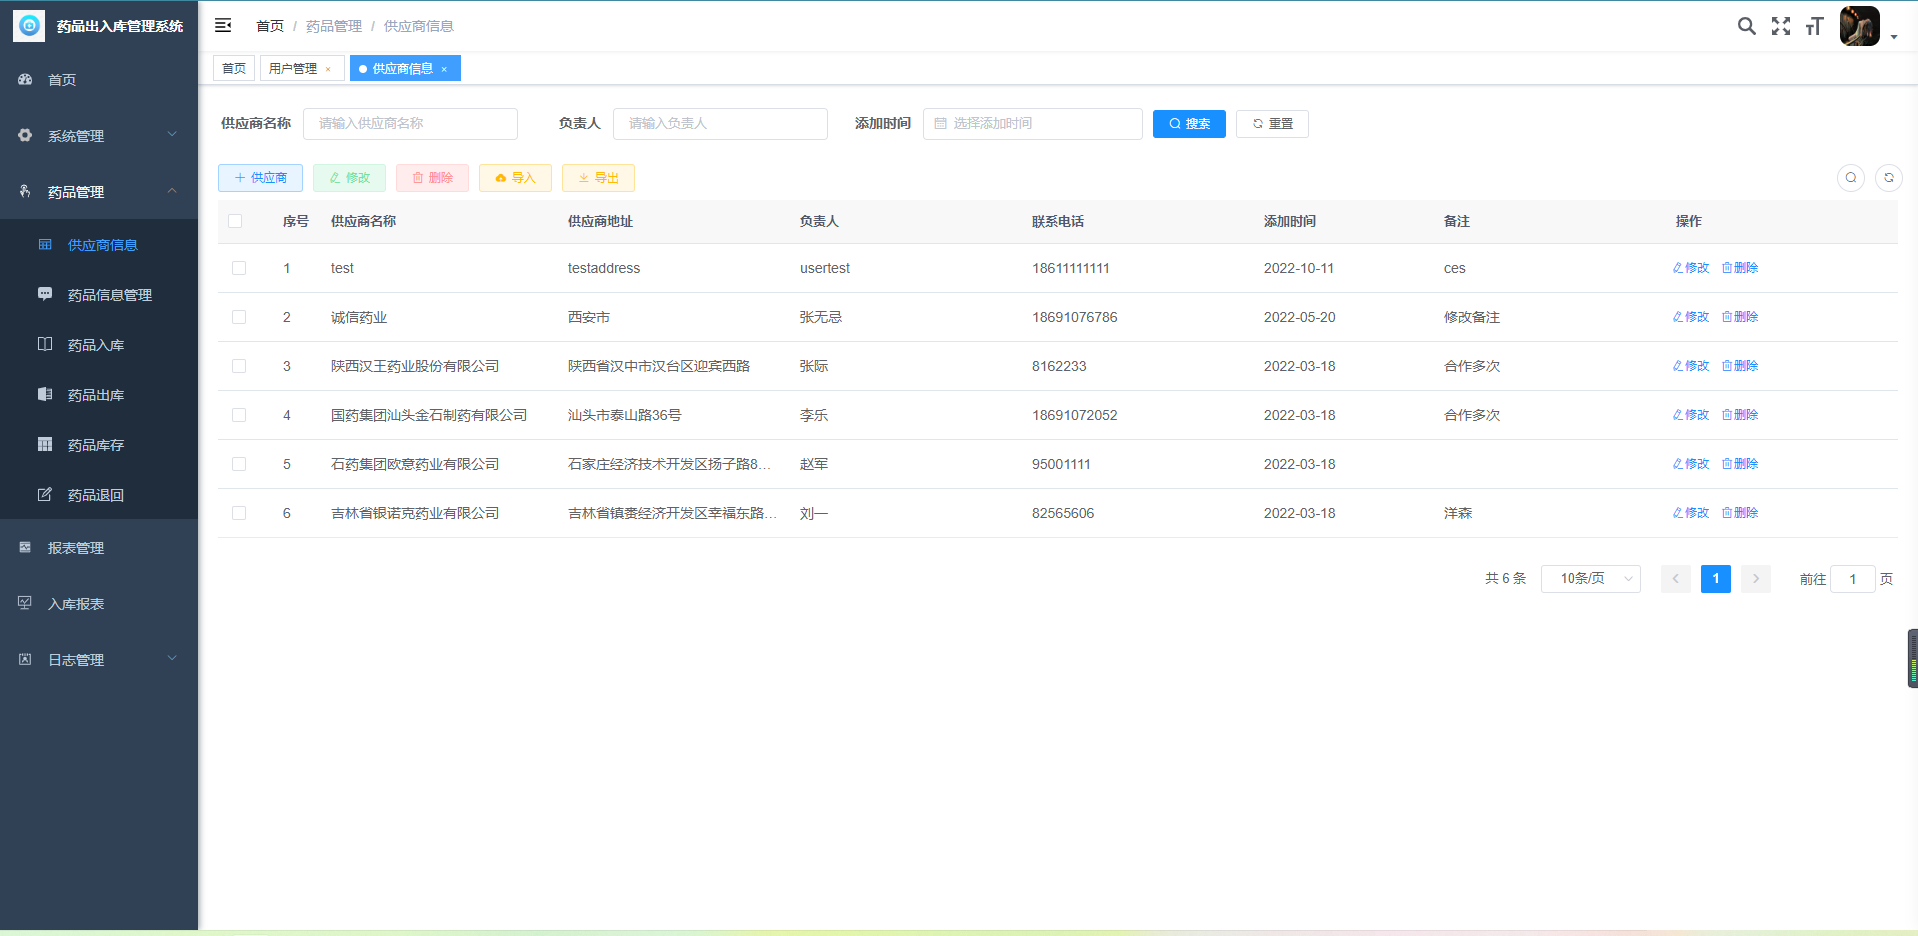 药品出入库管理系统
首页
系统管理
药品管理
供应商信息
药品信息管理
药品入库
药品出库
药品库存
药品退回
报表管理
入库报表
日志管理
首页 / 药品管理 / 供应商信息
首页 用户管理 × 供应商信息 ×
供应商名称 请输入供应商名称 负责人 请输入负责人 添加时间 选择添加时间 搜索 重置
供应商 修改 删除 导入 导出
序号 供应商名称 供应商地址 负责人 联系电话 添加时间 备注 操作
1 test testaddress usertest 18611111111 2022-10-11 ces 修改 删除
2 诚信药业 西安市 张无忌 18691076786 2022-05-20 修改备注 修改 删除
3 陕西汉王药业股份有限公司 陕西省汉中市汉台区迎宾西路 张际 8162233 2022-03-18 合作多次 修改 删除
4 国药集团汕头金石制药有限公司 汕头市泰山路36号 李乐 18691072052 2022-03-18 合作多次 修改 删除
5 石药集团欧意药业有限公司 石家庄经济技术开发区扬子路8... 赵军 95001111 2022-03-18 修改 删除
6 吉林省银诺克药业有限公司 吉林省镇赉经济开发区幸福东路... 刘一 82565606 2022-03-18 洋森 修改 删除
共 6 条 10条/页 1 前往 1 页